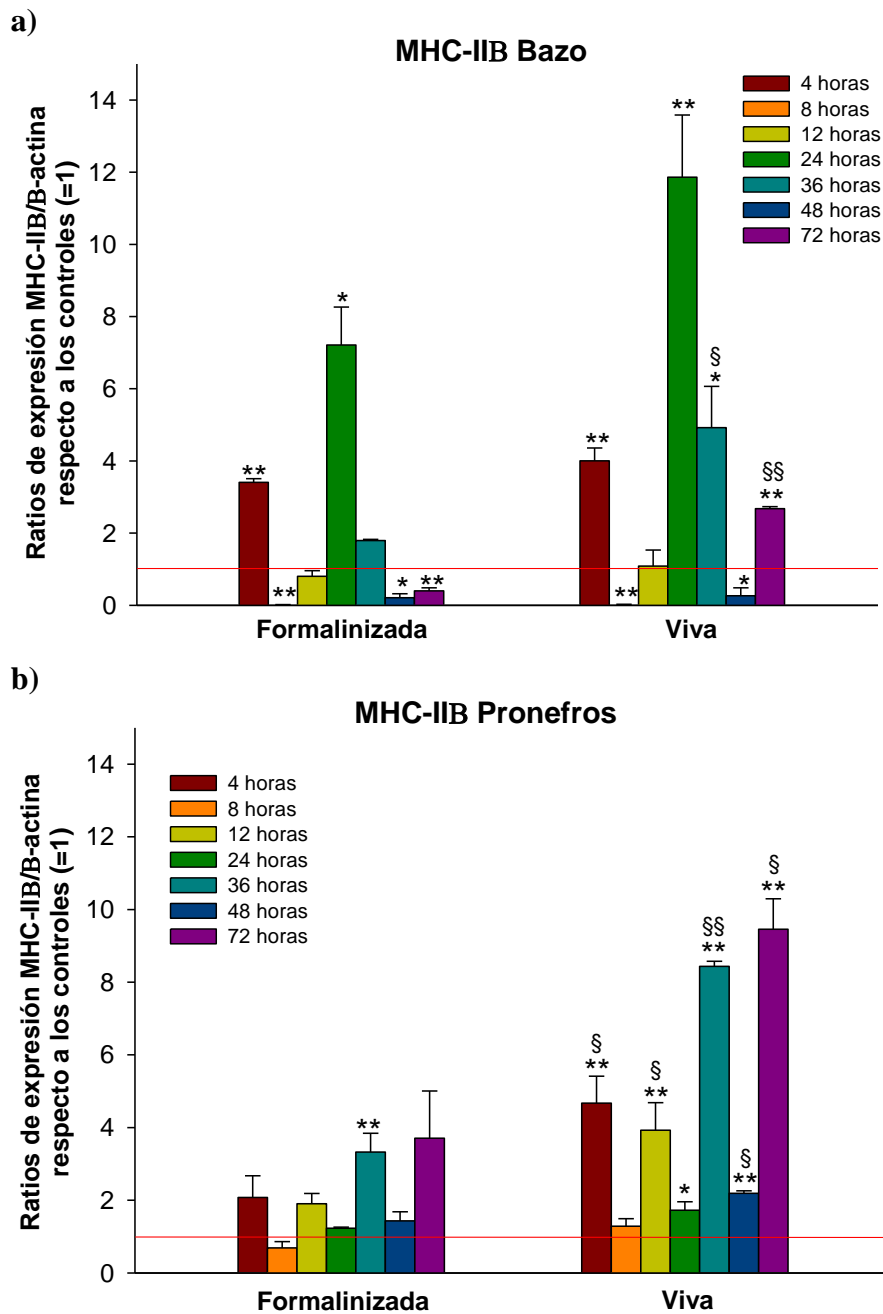 a)
MHC-IIB Bazo
Ratios de expresión MHC-IIB/B-actina
respecto a los controles (=1)
14
12
10
8
6
4
2
0
4 horas
8 horas
12 horas
24 horas
36 horas
48 horas
72 horas
**
**
*
*
**
**
**
**
§
*
*
§§
**
Formalinizada
Viva
b)
MHC-IIB Pronefros
Ratios de expresión MHC-IIB/B-actina
respecto a los controles (=1)
14
12
10
8
6
4
2
0
4 horas
8 horas
12 horas
24 horas
36 horas
48 horas
72 horas
**
§
**
§
**
*
§§
**
§
**
§
**
Formalinizada
Viva